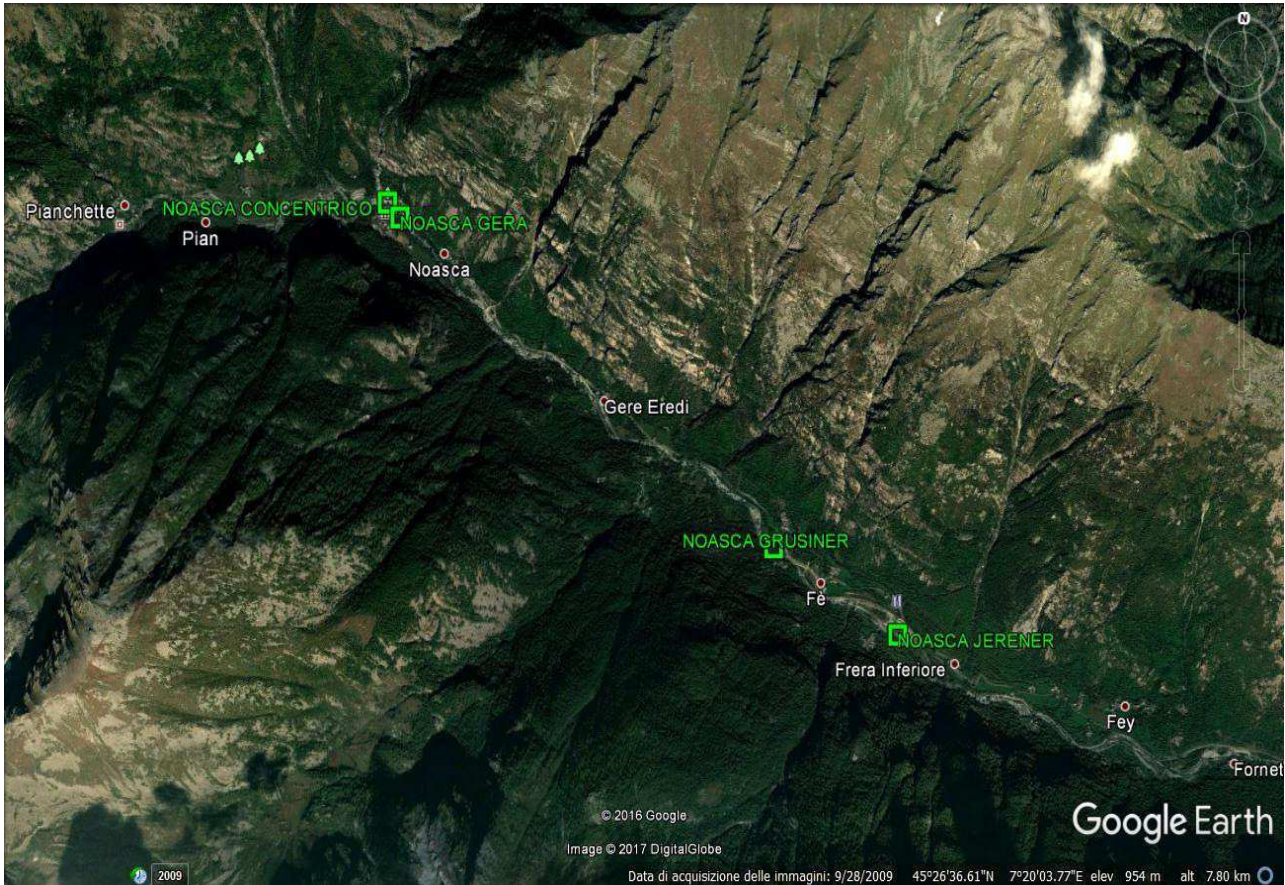 N
Pianchette
NOASCA CONCENTRICO
NOASCA GERA
Pian
Noasca
Gere Eredi
NOASCA GRUSINER
Fè
NOASCA JERENER
Frera Inferiore
Fey
Fornet
© 2016 Google
Google Earth
Image © 2017 DigitalGlobe
2009
Data di acquisizione delle immagini: 9/28/2009 45°26'36.61"N 7°20'03.77"E elev 954 m alt 7.80 km